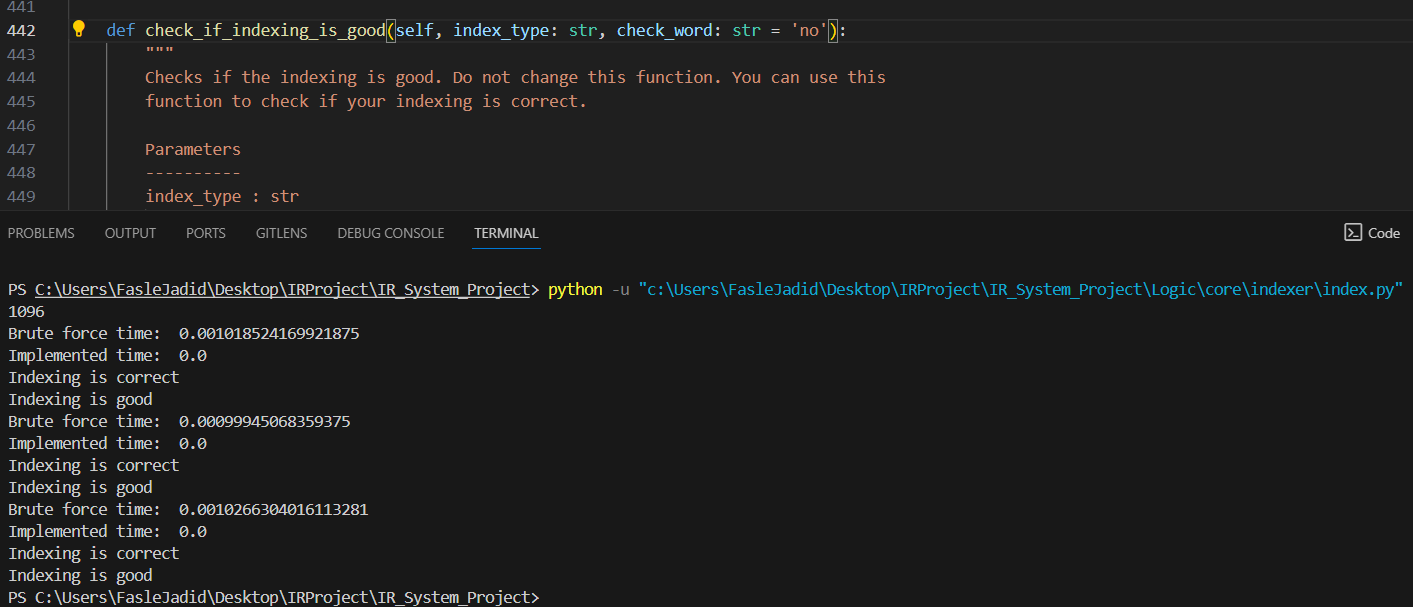 441
442 def check_if_indexing_is_good(self, index_type: str, check_word: str = 'no'):
443 """
444 Checks if the indexing is good. Do not change this function. You can use this
445 function to check if your indexing is correct.
446
447 Parameters
448 ----------
449 index_type : str
PROBLEMS OUTPUT PORTS GITLENS DEBUG CONSOLE TERMINAL Code
PS C:\Users\FasleJadid\Desktop\IRProject\IR_System_Project> python -u "c:\Users\FasleJadid\Desktop\IRProject\IR_System_Project\Logic\core\indexer\index.py"
1096
Brute force time:  0.001018524169921875
Implemented time:  0.0
Indexing is correct
Indexing is good
Brute force time:  0.00099945068359375
Implemented time:  0.0
Indexing is correct
Indexing is good
Brute force time:  0.0010266304016113281
Implemented time:  0.0
Indexing is correct
Indexing is good
PS C:\Users\FasleJadid\Desktop\IRProject\IR_System_Project>